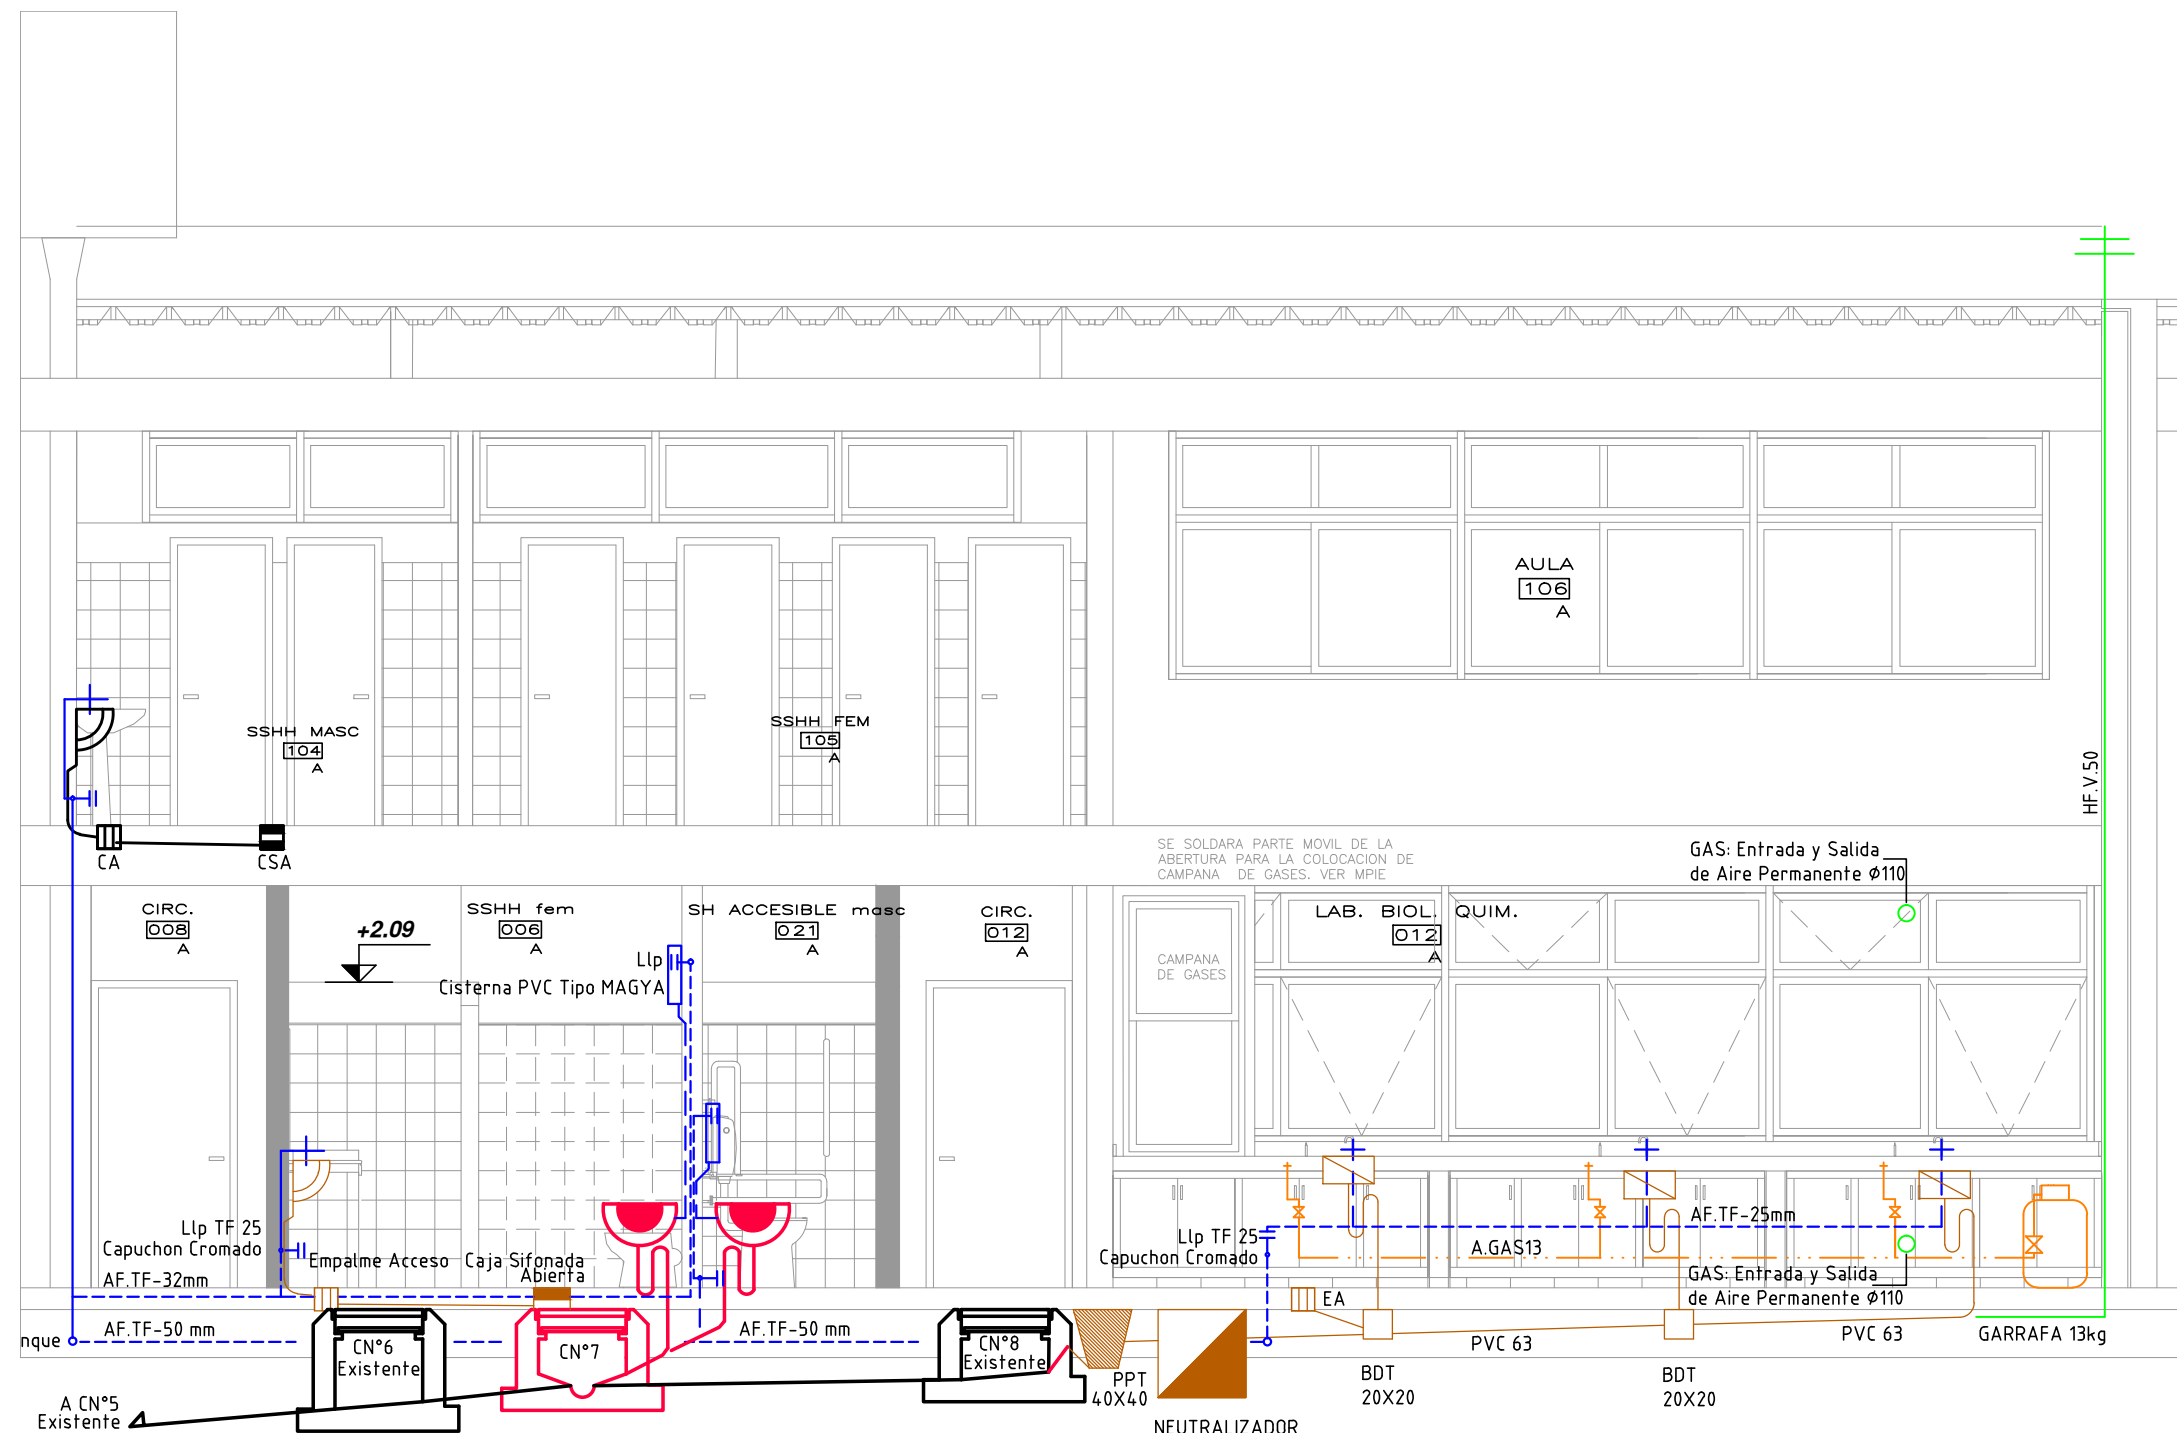 AULA
106
A
SSHH MASC
104
A
SSHH FEM
105
A
HF.V.50
CA
CSA
SE SOLDARA PARTE MOVIL DE LA
ABERTURA PARA LA COLOCACION DE
CAMPANA DE GASES. VER MPIE
GAS: Entrada y Salida
de Aire Permanente Ø110
CIRC.
008
A
+2.09
SSHH fem
006
A
SH ACCESIBLE masc
021
A
CIRC.
012
A
LAB. BIOL. QUIM.
012
A
Llp
Cisterna PVC Tipo MAGYA
CAMPANA
DE GASES
Llp TF 25
Capuchon Cromado
Empalme Acceso
Caja Sifonada
Abierta
AF.TF-32mm
Llp TF 25
Capuchon Cromado
AF.TF-25mm
A.GAS13
GAS: Entrada y Salida
de Aire Permanente Ø110
EA
nque
AF.TF-50 mm
CN°6
Existente
CN°7
AF.TF-50 mm
CN°8
Existente
PVC 63
PVC 63
GARRAFA 13kg
A CN°5
Existente
PPT
40X40
NEUTRALIZADOR
BDT
20X20
BDT
20X20